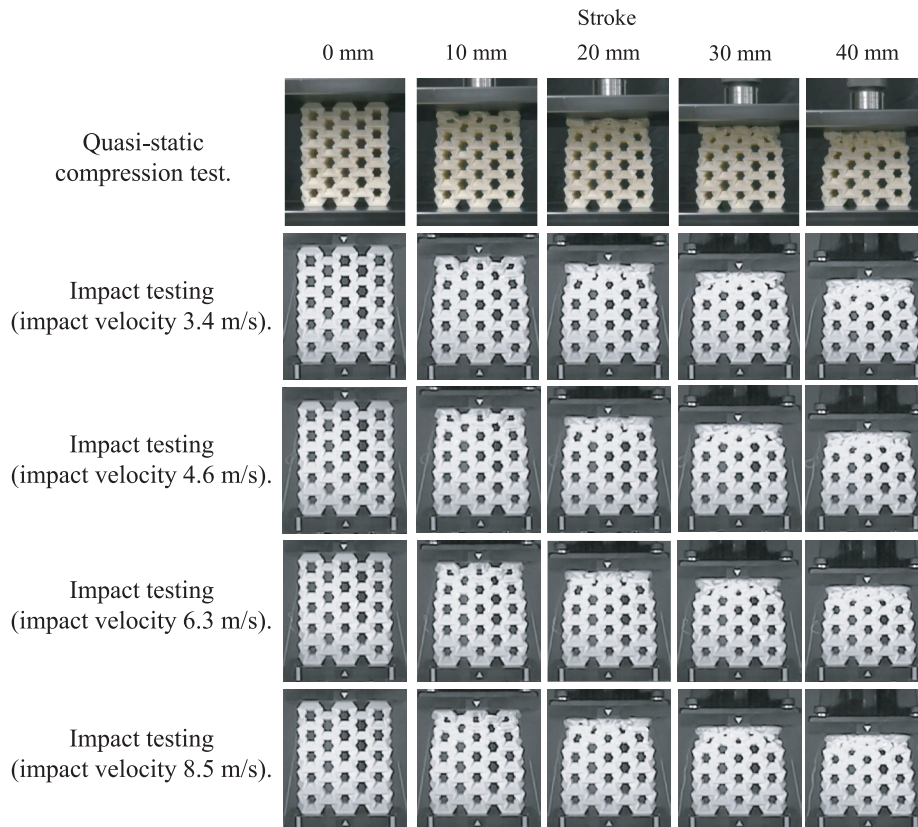 Stroke
0 mm 10 mm 20 mm 30 mm 40 mm
Quasi-static
compression test.
Impact testing
(impact velocity 3.4 m/s).
Impact testing
(impact velocity 4.6 m/s).
Impact testing
(impact velocity 6.3 m/s).
Impact testing
(impact velocity 8.5 m/s).